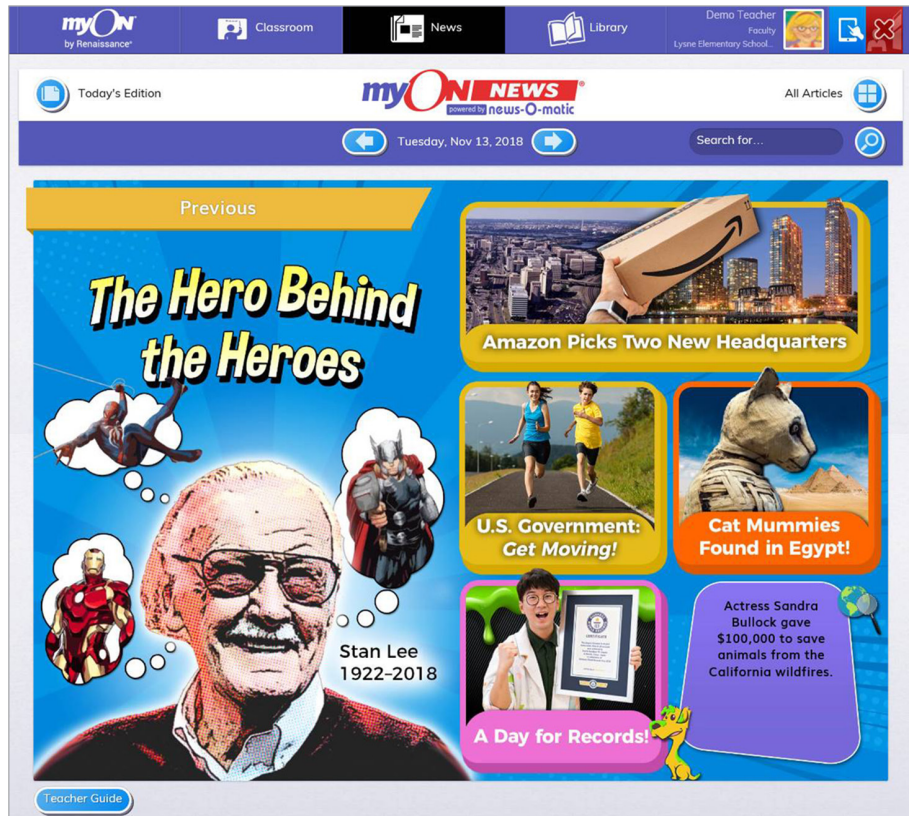 myON
by Renaissance®
Classroom
News
Library
Demo Teacher
Faculty
Lysne Elementary School...
Today's Edition
myON NEWS®
powered by news-O-matic
All Articles
Tuesday, Nov 13, 2018
Search for...
Previous
The Hero Behind
the Heroes
Stan Lee
1922–2018
Amazon Picks Two New Headquarters
U.S. Government:
Get Moving!
Cat Mummies
Found in Egypt!
A Day for Records!
Actress Sandra
Bullock gave
$100,000 to save
animals from the
California wildfires.
Teacher Guide